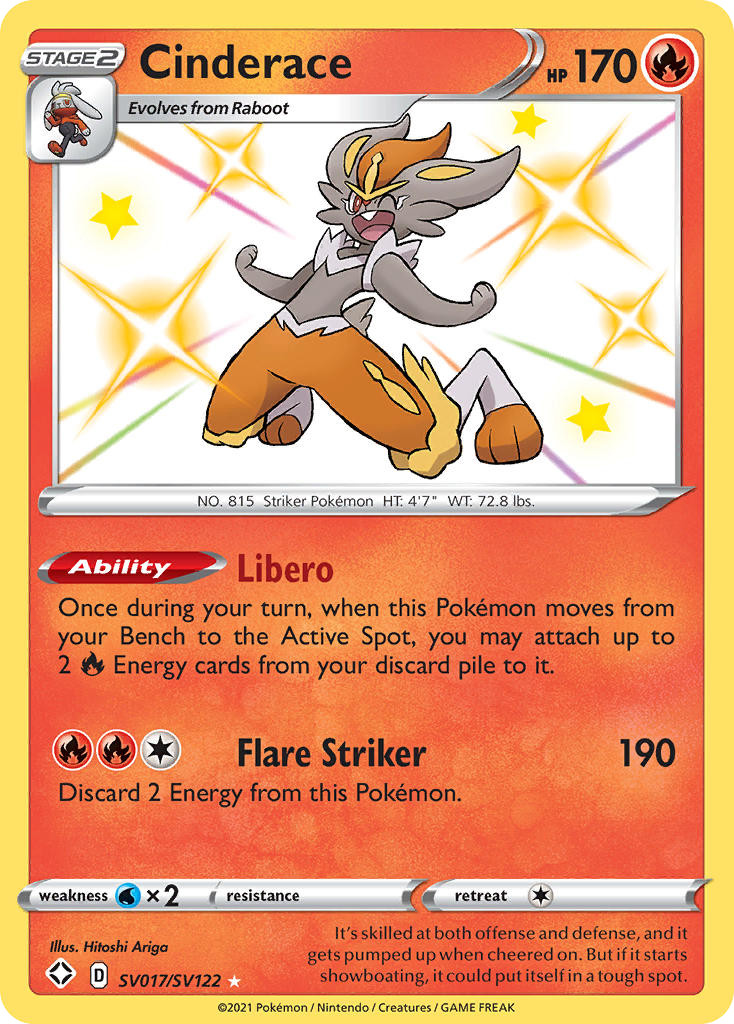 STAGE 2
Cinderace
HP 170
Evolves from Raboot
NO. 815 Striker Pokémon HT: 4'7" WT: 72.8 lbs.
Ability Libero
Once during your turn, when this Pokémon moves from
your Bench to the Active Spot, you may attach up to
2 Energy cards from your discard pile to it.
Flare Striker 190
Discard 2 Energy from this Pokémon.
weakness ×2 resistance retreat
Illus. Hitoshi Ariga
D SV017/SV122
It's skilled at both offense and defense, and it
gets pumped up when cheered on. But if it starts
showboating, it could put itself in a tough spot.
©2021 Pokémon / Nintendo / Creatures / GAME FREAK